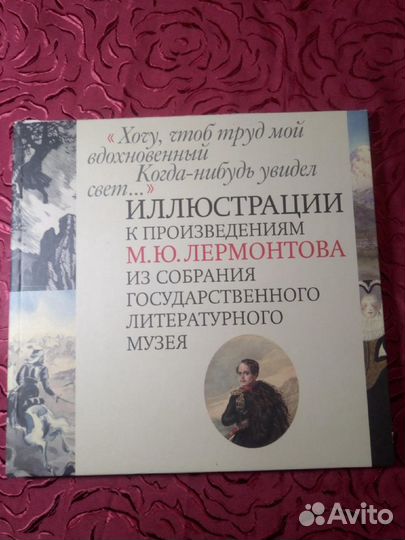 «Хочу, чтоб труд мой
вдохновенный
Когда-нибудь увидел
свет...»
ИЛЛЮСТРАЦИИ
К ПРОИЗВЕДЕНИЯМ
М.Ю.ЛЕРМОНТОВА
ИЗ СОБРАНИЯ
ГОСУДАРСТВЕННОГО
ЛИТЕРАТУРНОГО
МУЗЕЯ
Avito